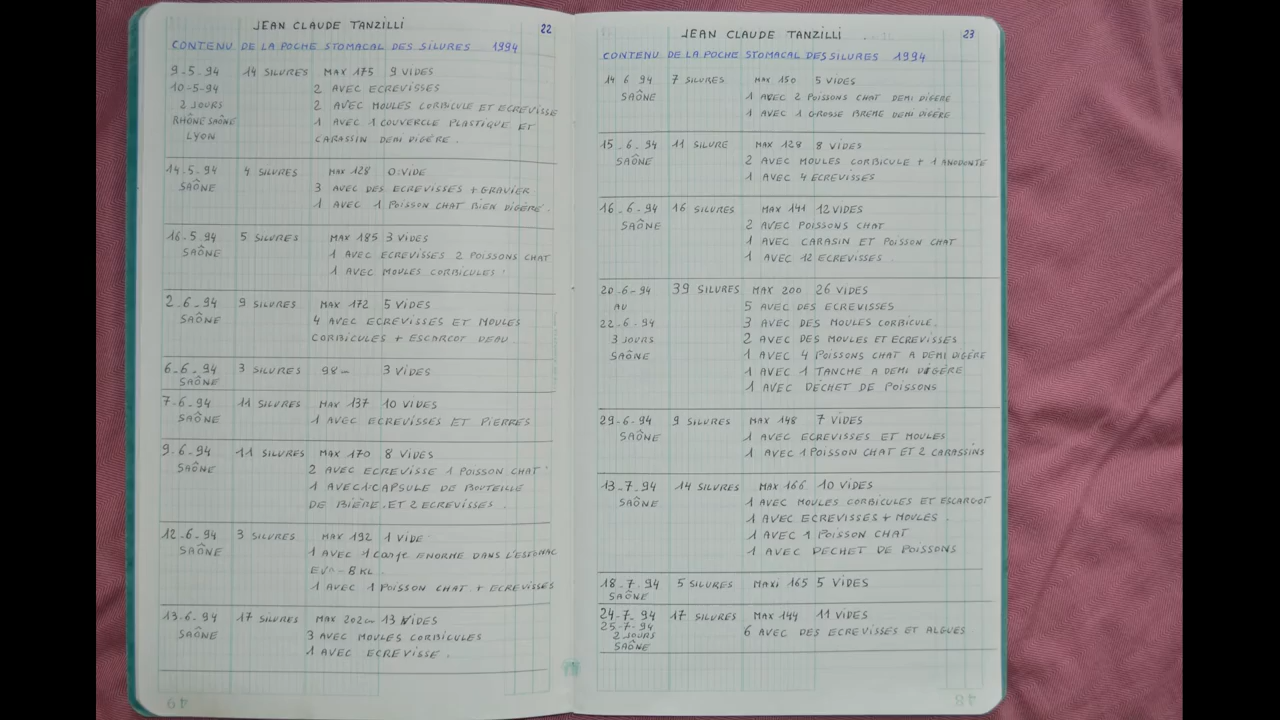 JEAN CLAUDE TANZILLI 22
CONTENU DE LA POCHE STOMACAL DES SILURES 1994
9-5-94 14 SILURES MAX 175 9 VIDES
10-5-94 2 AVEC ECREVISSES
2 JOURS 2 AVEC MOULES CORBICULE ET ECREVISSE
RHÔNE SAÔNE 1 AVEC 1 COUVERCLE PLASTIQUE ET
LYON CARASSIN DEMI DIGÉRÉ.
14-5-94 4 SILURES MAX 128 0 VIDE
SAÔNE 3 AVEC DES ECREVISSES + GRAVIER
1 AVEC 1 POISSON CHAT BIEN DIGÉRÉ.
16-5 94 5 SILURES MAX 185 3 VIDES
SAÔNE 1 AVEC ECREVISSES 2 POISSONS CHAT
1 AVEC MOULES CORBICULES
2-6-94 9 SILURES MAX 172 5 VIDES
SAÔNE 4 AVEC ECREVISSES ET MOULES
CORBICULES + ESCARGOT DEAU
6-6-94 3 SILURES 98 3 VIDES
SAÔNE
7-6-94 11 SILURES MAX 137 10 VIDES
SAÔNE 1 AVEC ECREVISSES ET PIERRES
9-6-94 11 SILURES MAX 170 8 VIDES
SAÔNE 2 AVEC ECREVISSE 1 POISSON CHAT
1 AVEC 1 CAPSULE DE BOUTEILLE
DE BIÈRE ET 2 ECREVISSES.
12-6-94 3 SILURES MAX 192 1 VIDE
SAÔNE 1 AVEC 1 carpe ENORME DANS L'ESTOMAC
8 KL
1 AVEC 1 POISSON CHAT + ECREVISSES
13-6-94 17 SILURES MAX 202 cm 13 VIDES
SAÔNE 3 AVEC MOULES CORBICULES
1 AVEC ECREVISSE.
JEAN CLAUDE TANZILLI 23
CONTENU DE LA POCHE STOMACAL DES SILURES 1994
14 6 94 7 SILURES MAX 150 5 VIDES
SAÔNE 1 AVEC 2 POISSONS CHAT DEMI DIGÉRÉ
1 AVEC 1 GROSSE BRÈME DEMI DIGÉRÉ
15-6-94 11 SILURE MAX 128 8 VIDES
SAÔNE 2 AVEC MOULES CORBICULE + 1 ANODONTE
1 AVEC 4 ECREVISSES
16-6-94 16 SILURES MAX 141 12 VIDES
SAÔNE 2 AVEC POISSONS CHAT
1 AVEC CARASIN ET POISSON CHAT
1 AVEC 12 ECREVISSES
20-6-94 39 SILURES MAX 200 26 VIDES
AU 5 AVEC DES ECREVISSES
22-6-94 3 AVEC DES MOULES CORBICULE.
3 JOURS 2 AVEC DES MOULES ET ECREVISSES
SAÔNE 1 AVEC 4 POISSONS CHAT A DEMI DIGÉRÉ
1 AVEC 1 TANCHE A DEMI DIGÉRÉ
1 AVEC DÉCHET DE POISSONS
29-6-94 9 SILURES MAX 148 7 VIDES
SAÔNE 1 AVEC ECREVISSES ET MOULES
1 AVEC 1 POISSON CHAT ET 2 CARASSINS
13-7-94 14 SILURES MAX 166 10 VIDES
SAÔNE 1 AVEC MOULES CORBICULES ET ESCARGOT
1 AVEC ECREVISSES + MOULES.
1 AVEC 1 POISSON CHAT
1 AVEC DECHET DE POISSONS
18-7-94 5 SILURES MAXI 165 5 VIDES
SAÔNE
24-7-94 17 SILURES MAX 144 11 VIDES
25-7-94 6 AVEC DES ECREVISSES ET ALGUES
2 JOURS
SAÔNE
49 48